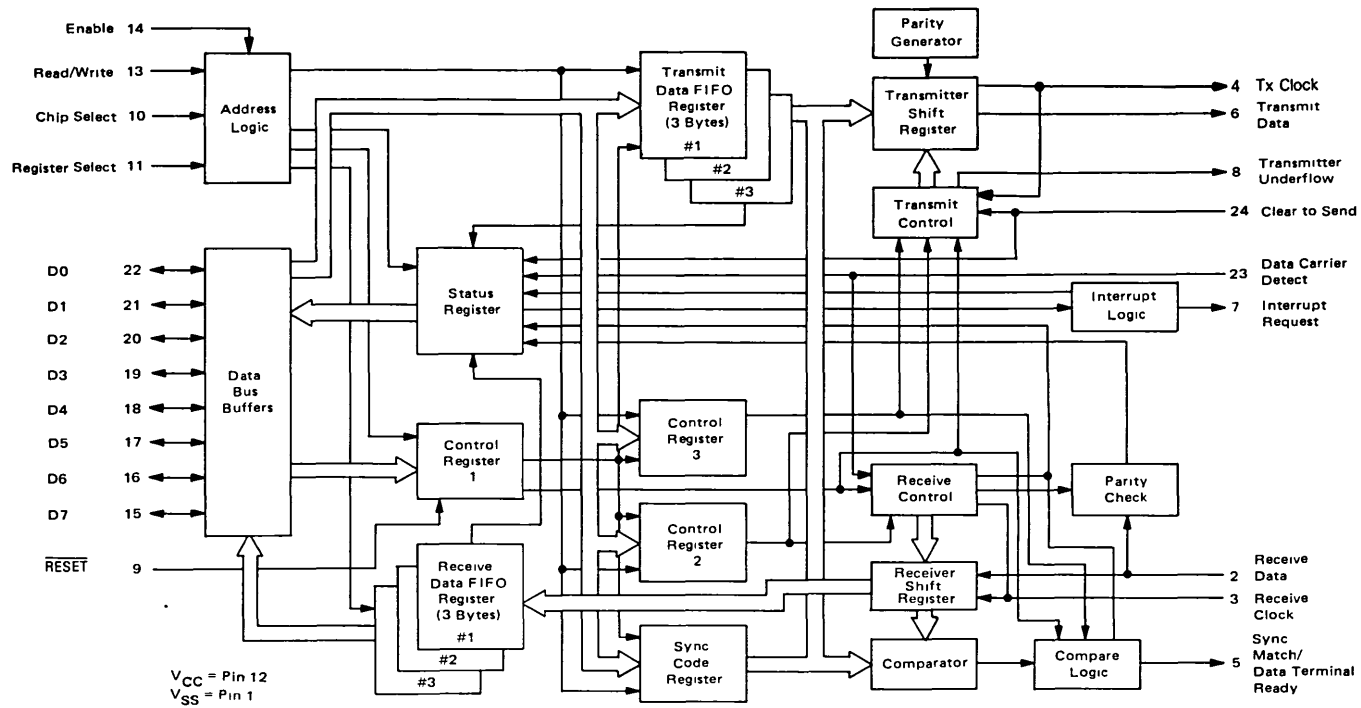 Enable 14
Read/Write 13
Chip Select 10
Register Select 11
Address
Logic
D0 22
D1 21
D2 20
D3 19
D4 18
D5 17
D6 16
D7 15
Data
Bus
Buffers
RESET 9
VCC = Pin 12
VSS = Pin 1
Transmit
Data FIFO
Register
(3 Bytes)
#1
#2
#3
Status
Register
Control
Register
1
Receive
Data FIFO
Register
(3 Bytes)
#1
#2
#3
Control
Register
3
Control
Register
2
Sync
Code
Register
Parity
Generator
Transmitter
Shift
Register
Transmit
Control
Interrupt
Logic
Receive
Control
Parity
Check
Receiver
Shift
Register
Comparator
Compare
Logic
4 Tx Clock
6 Transmit
Data
8 Transmitter
Underflow
24 Clear to Send
23 Data Carrier
Detect
7 Interrupt
Request
2 Receive
Data
3 Receive
Clock
5 Sync
Match/
Data Terminal
Ready